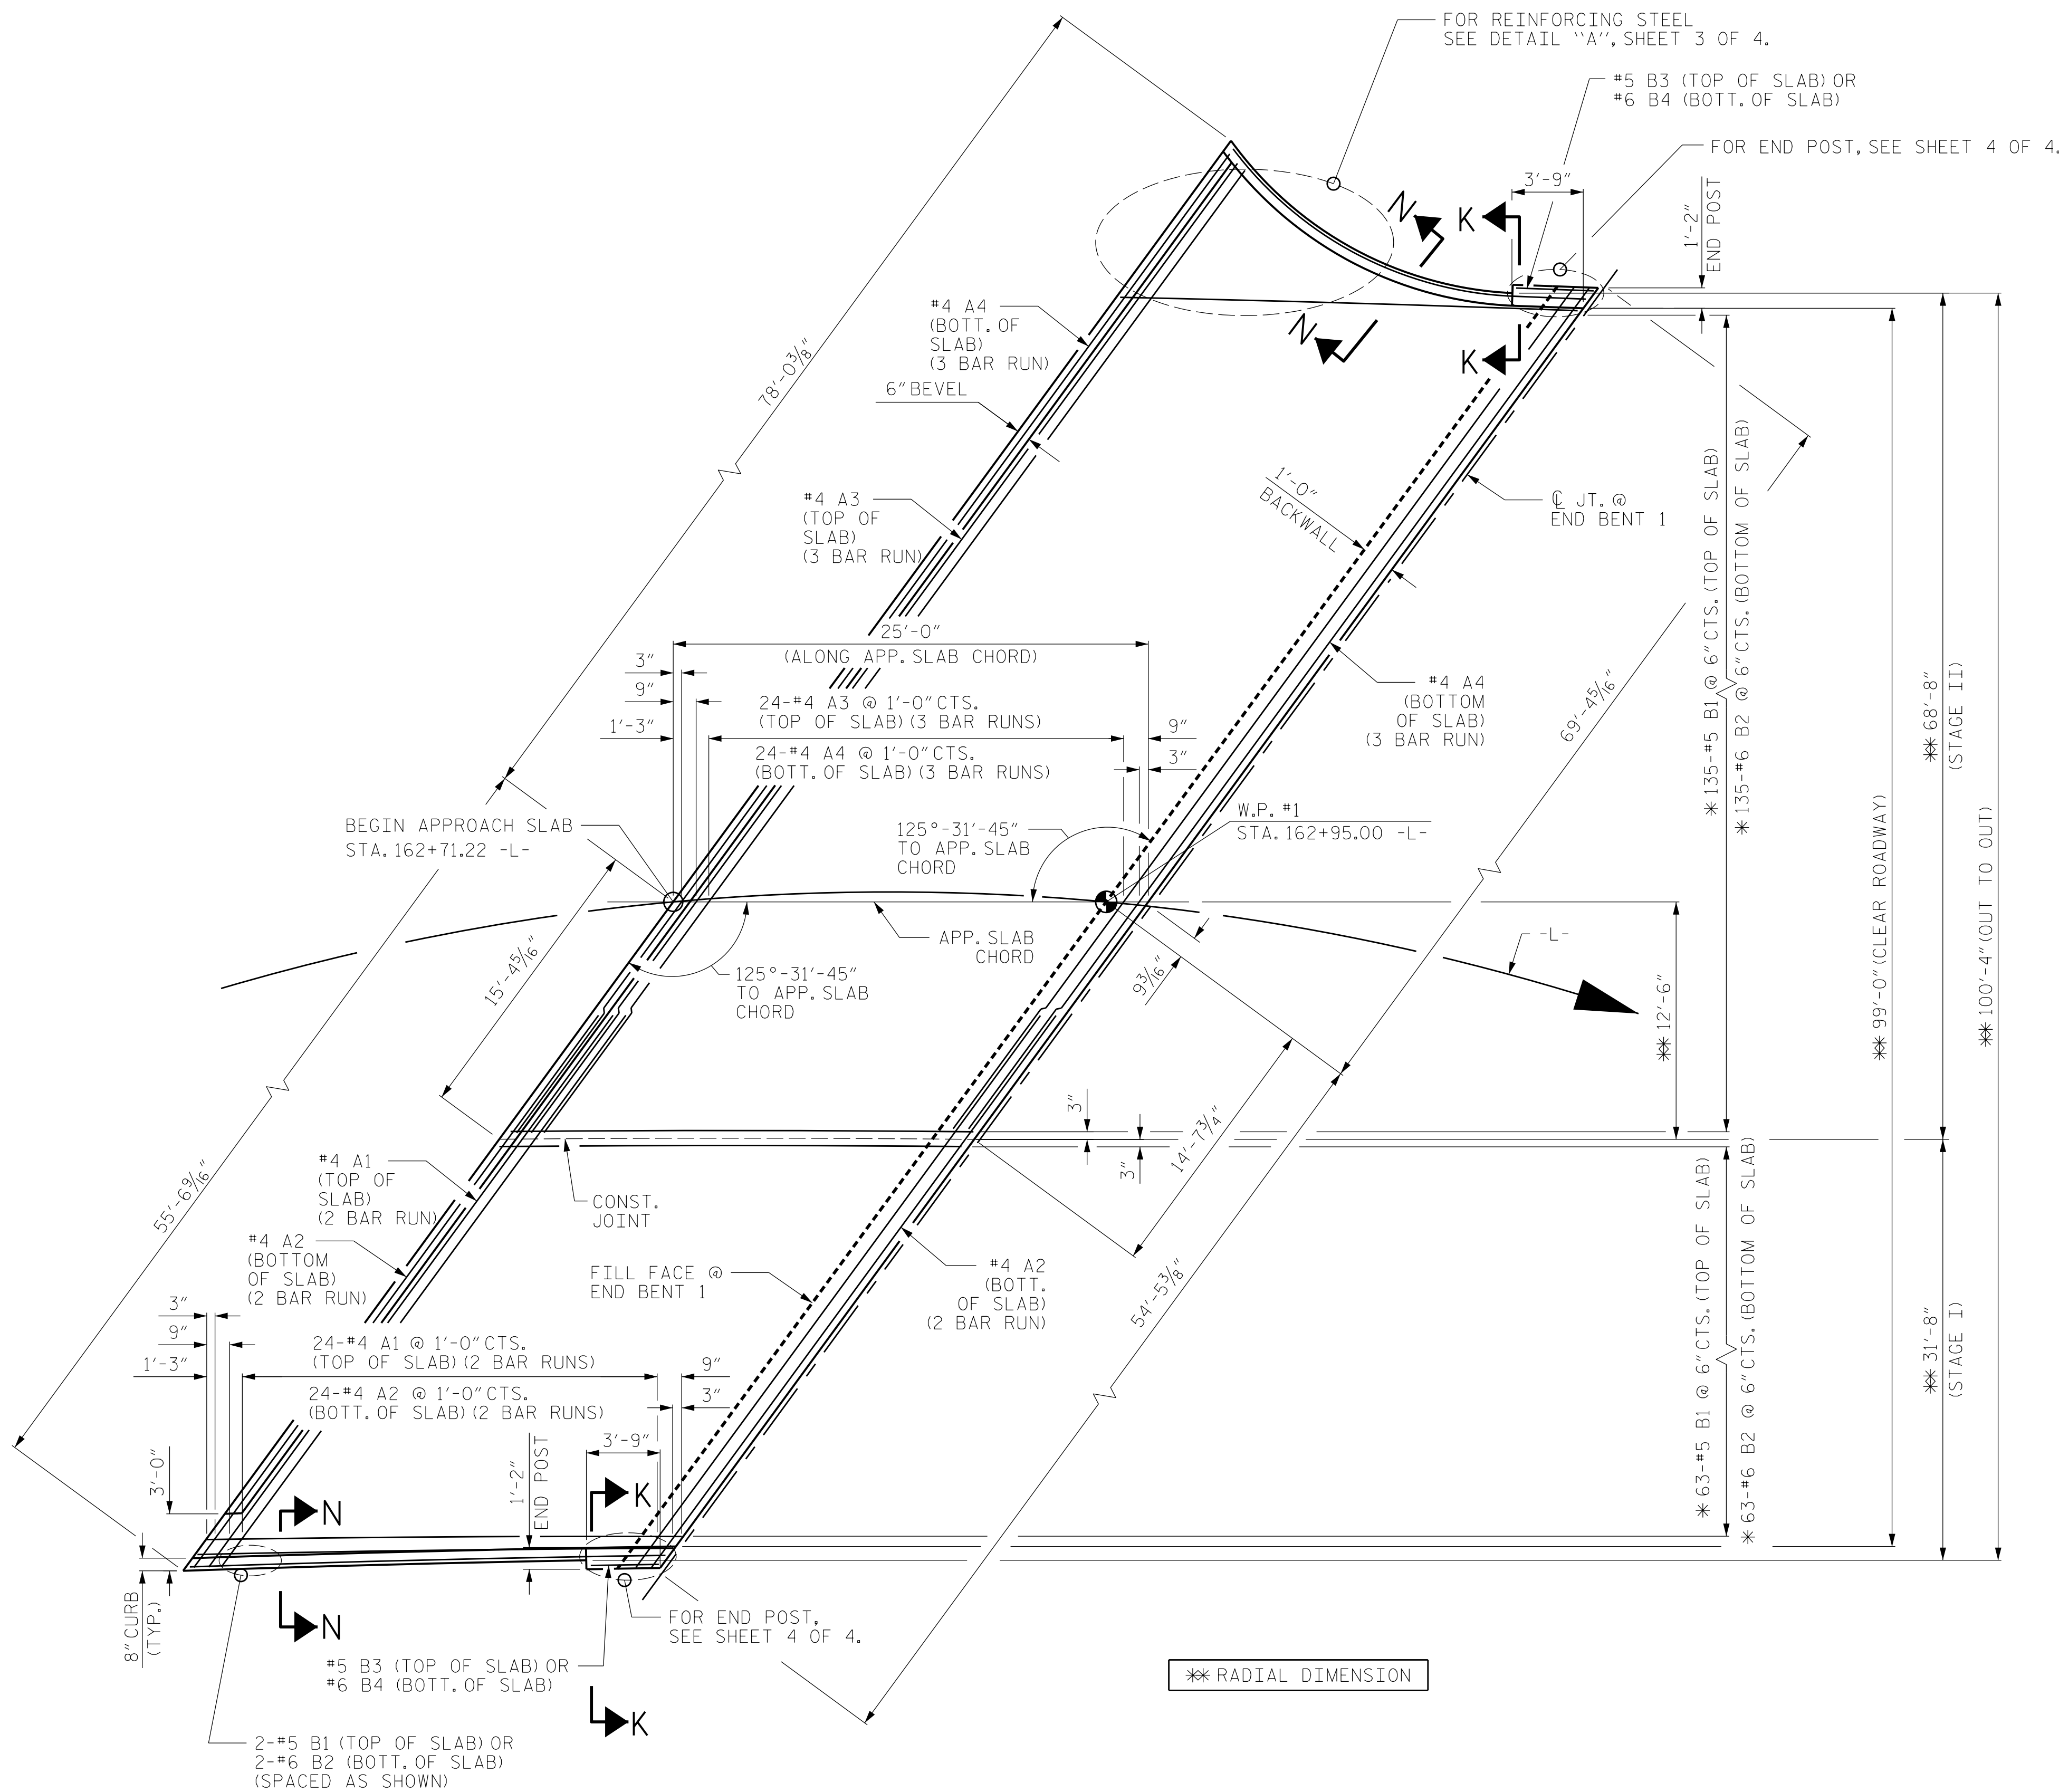 FOR REINFORCING STEEL
SEE DETAIL "A", SHEET 3 OF 4.
#5 B3 (TOP OF SLAB) OR
#6 B4 (BOTT. OF SLAB)
FOR END POST, SEE SHEET 4 OF 4.
3'-9"
1'-2"
END POST
N
K
N
K
#4 A4
(BOTT. OF
SLAB)
(3 BAR RUN)
6" BEVEL
78'-0 3/8"
#4 A3
(TOP OF
SLAB)
(3 BAR RUN)
1'-0"
BACKWALL
℄ JT. @
END BENT 1
25'-0"
(ALONG APP. SLAB CHORD)
3"
9"
1'-3"
24-#4 A3 @ 1'-0" CTS.
(TOP OF SLAB) (3 BAR RUNS)
24-#4 A4 @ 1'-0" CTS.
(BOTT. OF SLAB) (3 BAR RUNS)
9"
3"
#4 A4
(BOTTOM
OF SLAB)
(3 BAR RUN)
69'-4 5/16"
* 135-#5 B1 @ 6" CTS. (TOP OF SLAB)
* 135-#6 B2 @ 6" CTS. (BOTTOM OF SLAB)
** 68'-8"
(STAGE II)
** 99'-0" (CLEAR ROADWAY)
** 100'-4" (OUT TO OUT)
BEGIN APPROACH SLAB
STA. 162+71.22 -L-
125°-31'-45"
TO APP. SLAB
CHORD
W.P. #1
STA. 162+95.00 -L-
APP. SLAB
CHORD
-L-
15'-4 5/16"
125°-31'-45"
TO APP. SLAB
CHORD
9 3/16"
** 12'-6"
3"
3"
14'-7 3/4"
55'-6 9/16"
#4 A1
(TOP OF
SLAB)
(2 BAR RUN)
CONST.
JOINT
#4 A2
(BOTTOM
OF SLAB)
(2 BAR RUN)
FILL FACE @
END BENT 1
#4 A2
(BOTT.
OF SLAB)
(2 BAR RUN)
54'-5 3/8"
* 63-#5 B1 @ 6" CTS. (TOP OF SLAB)
* 63-#6 B2 @ 6" CTS. (BOTTOM OF SLAB)
** 31'-8"
(STAGE I)
3"
9"
1'-3"
24-#4 A1 @ 1'-0" CTS.
(TOP OF SLAB) (2 BAR RUNS)
24-#4 A2 @ 1'-0" CTS.
(BOTT. OF SLAB) (2 BAR RUNS)
9"
3"
3'-0"
3'-9"
1'-2"
END POST
N
K
8" CURB
(TYP.)
N
K
FOR END POST,
SEE SHEET 4 OF 4.
#5 B3 (TOP OF SLAB) OR
#6 B4 (BOTT. OF SLAB)
** RADIAL DIMENSION
2-#5 B1 (TOP OF SLAB) OR
2-#6 B2 (BOTT. OF SLAB)
(SPACED AS SHOWN)